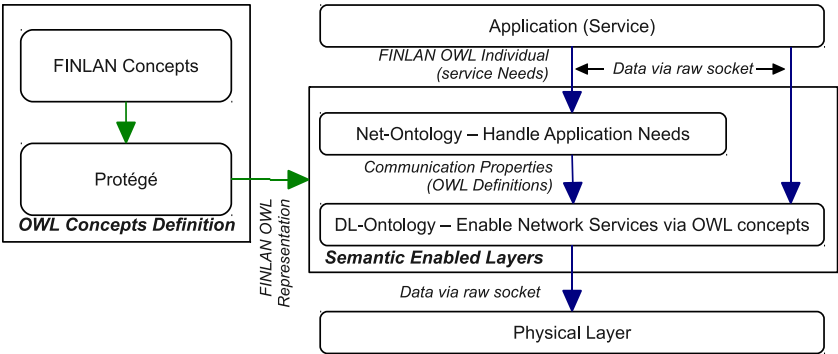 FINLAN Concepts
Protégé
OWL Concepts Definition
FINLAN OWL
Representation
Application (Service)
FINLAN OWL Individual
(service Needs)
Data via raw socket
Net-Ontology – Handle Application Needs
Communication Properties
(OWL Definitions)
DL-Ontology – Enable Network Services via OWL concepts
Semantic Enabled Layers
Data via raw socket
Physical Layer